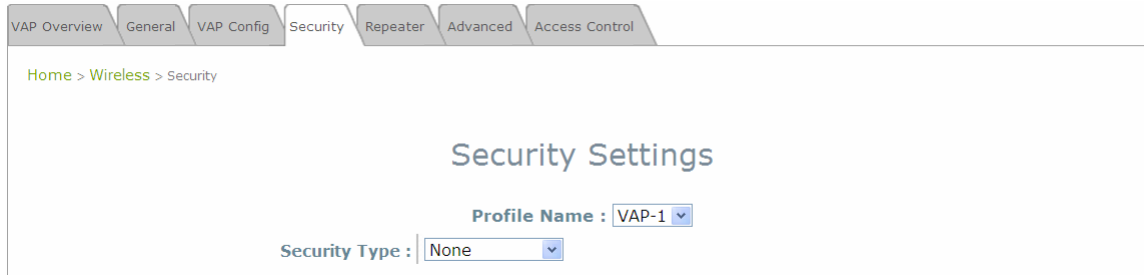 VAP Overview General VAP Config Security Repeater Advanced Access Control
Home > Wireless > Security
Security Settings
Profile Name : VAP-1
Security Type : None